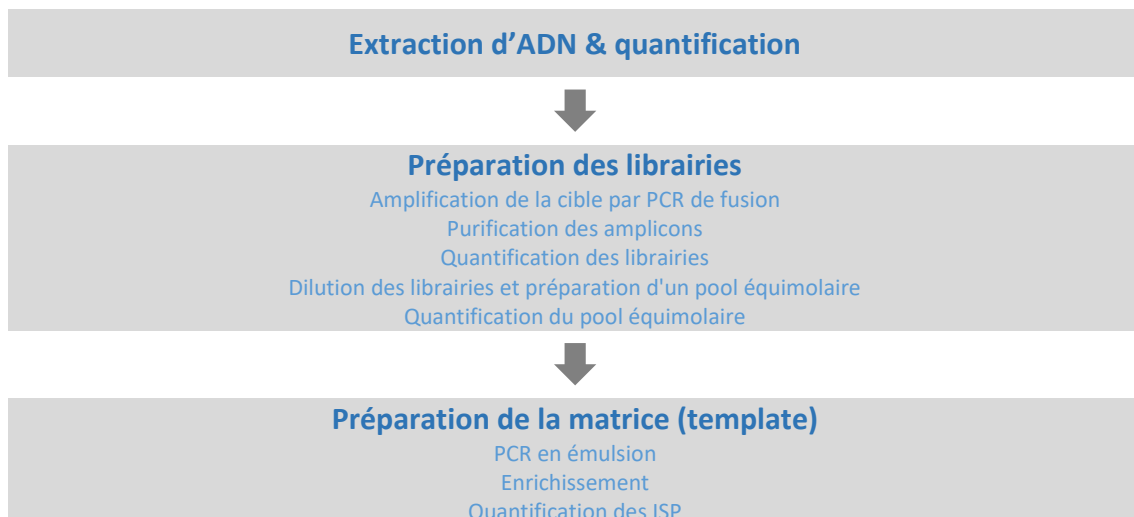 Extraction d’ADN & quantification
Préparation des librairies
Amplification de la cible par PCR de fusion
Purification des amplicons
Quantification des librairies
Dilution des librairies et préparation d'un pool équimolaire
Quantification du pool équimolaire
Préparation de la matrice (template)
PCR en émulsion
Enrichissement
Quantification des ISP